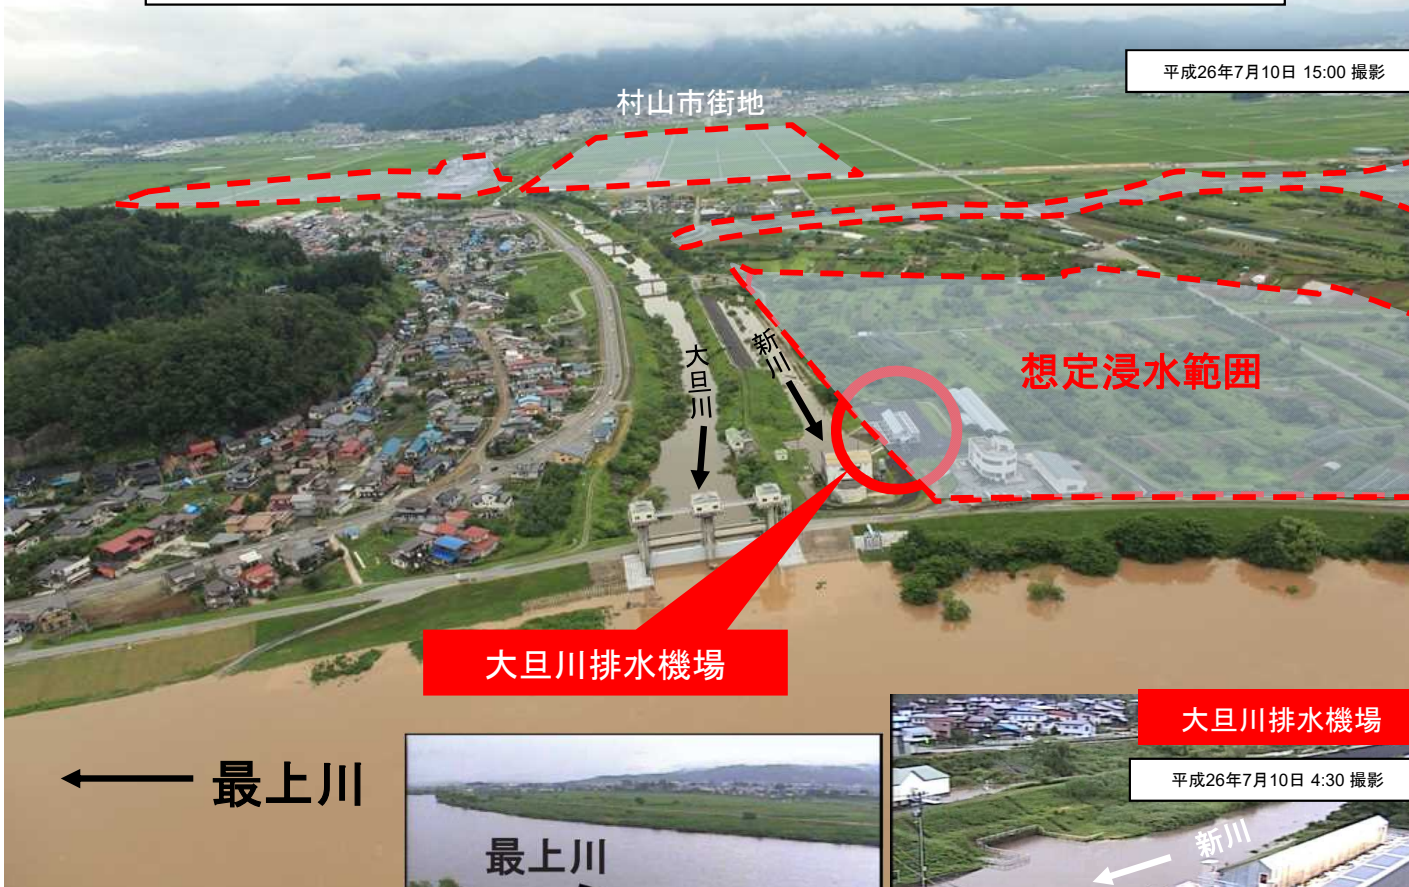 平成26年7月10日 15:00 撮影
村山市街地
大旦川
新川
想定浸水範囲
大旦川排水機場
最上川
最上川
大旦川排水機場
平成26年7月10日 4:30 撮影
新川